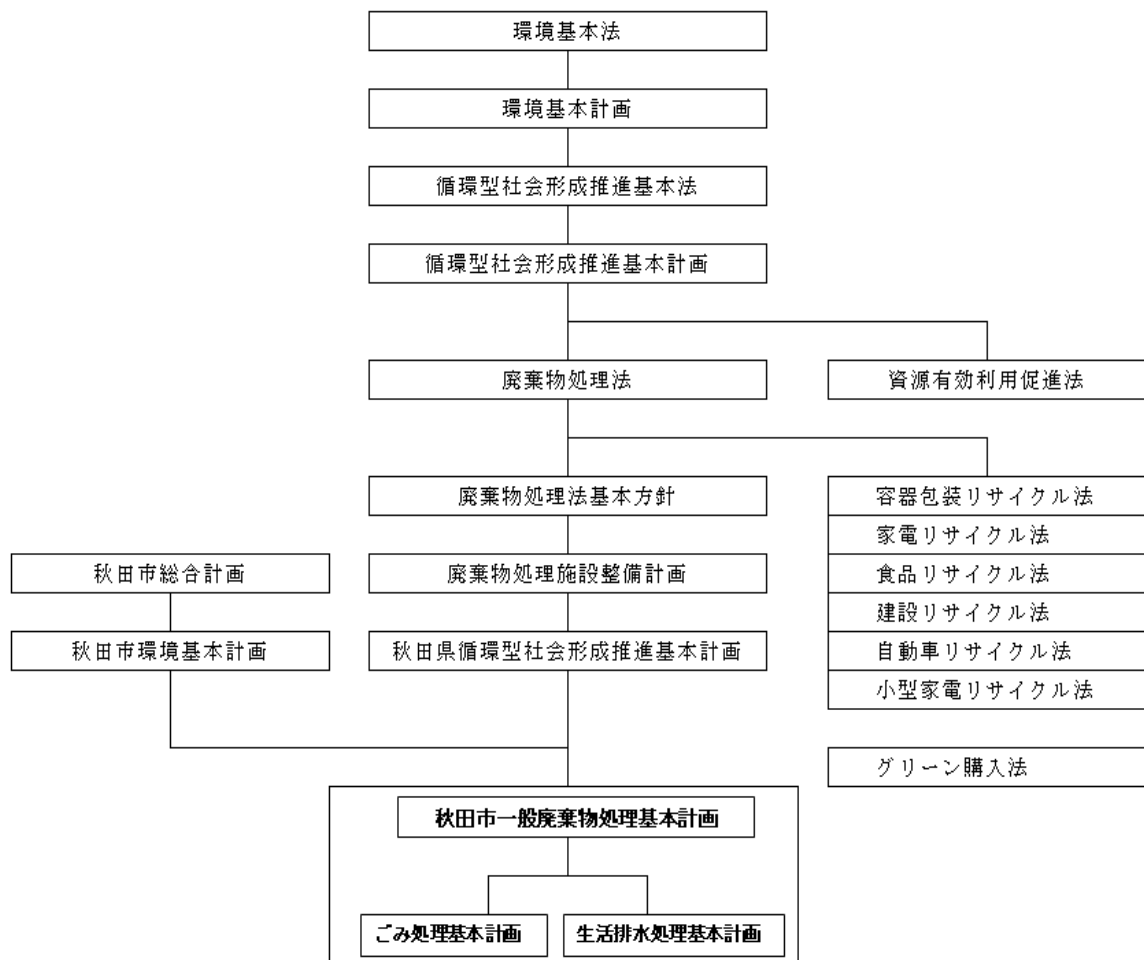 環境基本法
環境基本計画
循環型社会形成推進基本法
循環型社会形成推進基本計画
廃棄物処理法
資源有効利用促進法
廃棄物処理法基本方針
容器包装リサイクル法
家電リサイクル法
秋田市総合計画
廃棄物処理施設整備計画
食品リサイクル法
建設リサイクル法
秋田市環境基本計画
秋田県循環型社会形成推進基本計画
自動車リサイクル法
小型家電リサイクル法
グリーン購入法
秋田市一般廃棄物処理基本計画
ごみ処理基本計画
生活排水処理基本計画